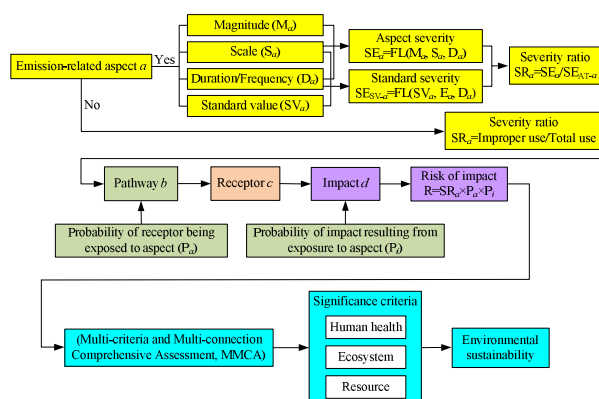 Emission-related aspect a
Yes
No
Magnitude (Ma)
Scale (Sa)
Duration/Frequency (Da)
Standard value (SVa)
Aspect severity
SEa=FL(Ma, Sa, Da)
Standard severity
SESV-a=FL(SVa, Ea, Da)
Severity ratio
SRa=SEa/SEAT-a
Severity ratio
SRa=Improper use/Total use
Pathway b
Receptor c
Impact d
Risk of impact
R=SRa×Pa×Pi
Probability of receptor being
exposed to aspect (Pa)
Probability of impact resulting from
exposure to aspect (Pi)
(Multi-criteria and Multi-connection
Comprehensive Assessment, MMCA)
Significance criteria
Human health
Ecosystem
Resource
Environmental
sustainability